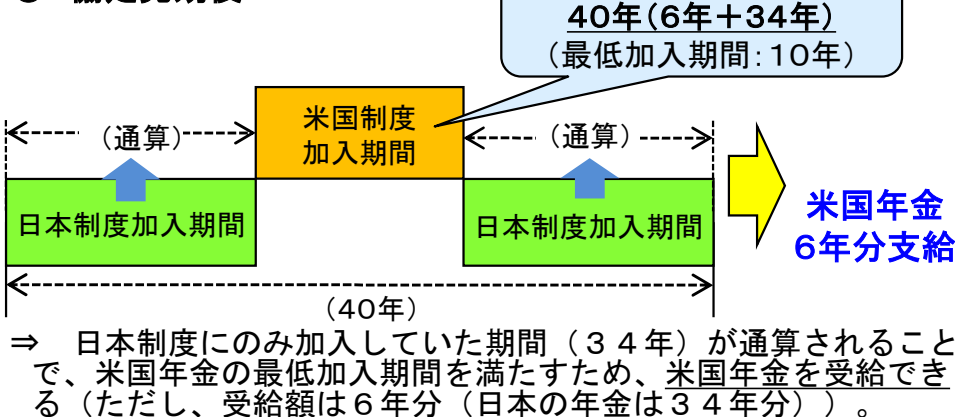 40年(6年+34年)
（最低加入期間:10年）
米国制度
加入期間
（通算）
（通算）
日本制度加入期間
日本制度加入期間
米国年金
6年分支給
（40年）
⇒　日本制度にのみ加入していた期間（３４年）が通算されること
で、米国年金の最低加入期間を満たすため、米国年金を受給でき
る（ただし、受給額は６年分（日本の年金は３４年分））。